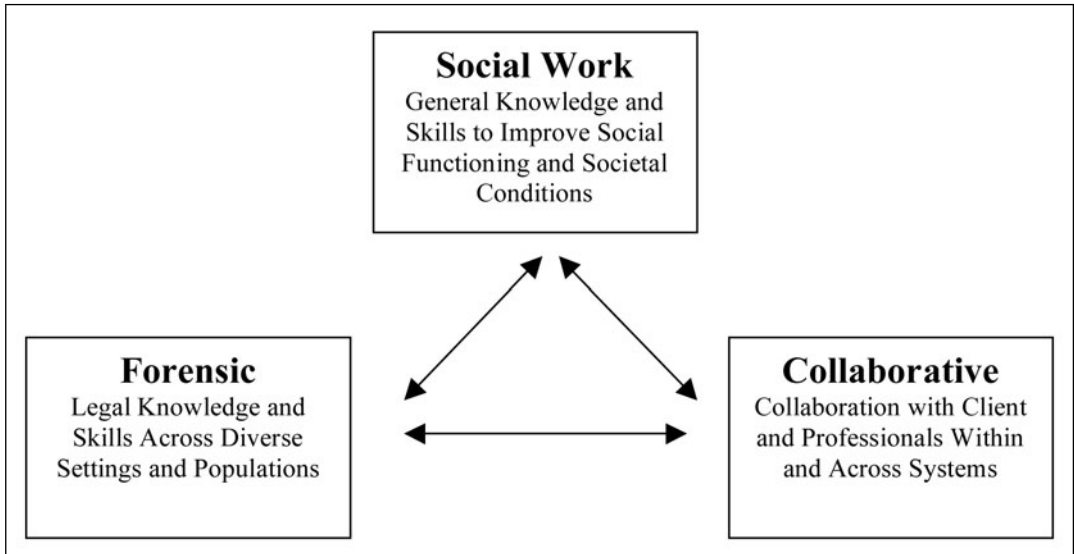 Social Work
General Knowledge and
Skills to Improve Social
Functioning and Societal
Conditions
Forensic
Legal Knowledge and
Skills Across Diverse
Settings and Populations
Collaborative
Collaboration with Client
and Professionals Within
and Across Systems